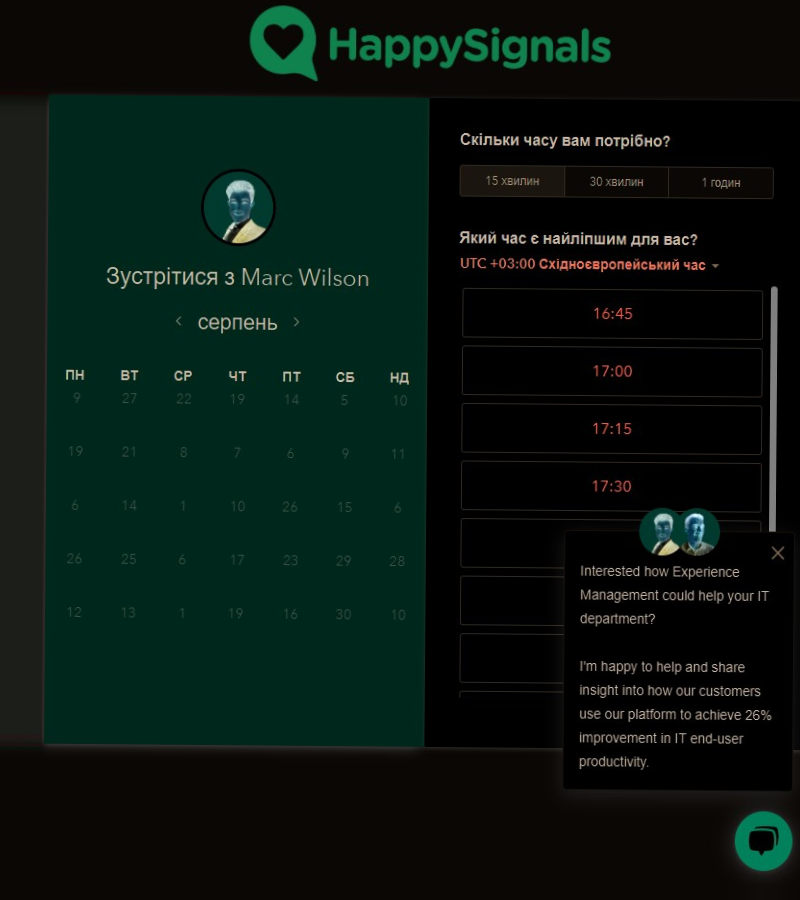 HappySignals
Зустрітися з Marc Wilson
серпень
ПН ВТ СР ЧТ ПТ СБ НД
9 27 22 19 14 5 10
19 21 8 7 6 9 11
6 14 1 10 26 15 6
26 25 6 17 23 29 28
12 13 1 19 16 30 10
Скільки часу вам потрібно?
15 хвилин 30 хвилин 1 годин
Який час є найліпшим для вас?
UTC +03:00 Східноєвропейський час
16:45
17:00
17:15
17:30
Interested how Experience
Management could help your IT
department?
I'm happy to help and share
insight into how our customers
use our platform to achieve 26%
improvement in IT end-user
productivity.